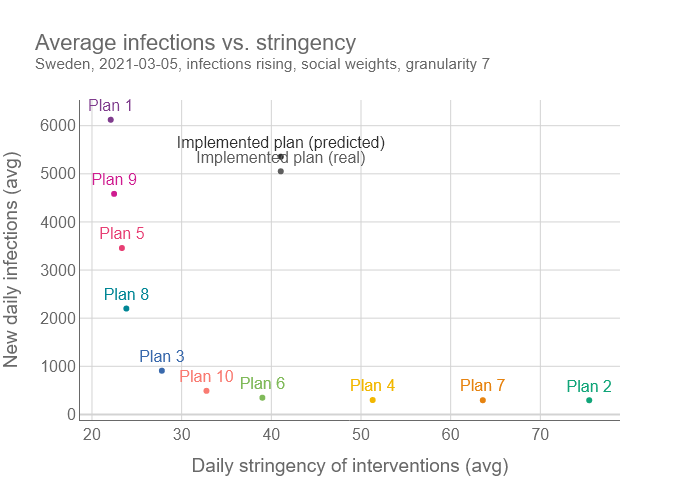 Average infections vs. stringency
Sweden, 2021-03-05, infections rising, social weights, granularity 7
New daily infections (avg)
6000
5000
4000
3000
2000
1000
0
Plan 1
Implemented plan (predicted)
Implemented plan (real)
Plan 9
Plan 5
Plan 8
Plan 3
Plan 10
Plan 6
Plan 4
Plan 7
Plan 2
20 30 40 50 60 70
Daily stringency of interventions (avg)